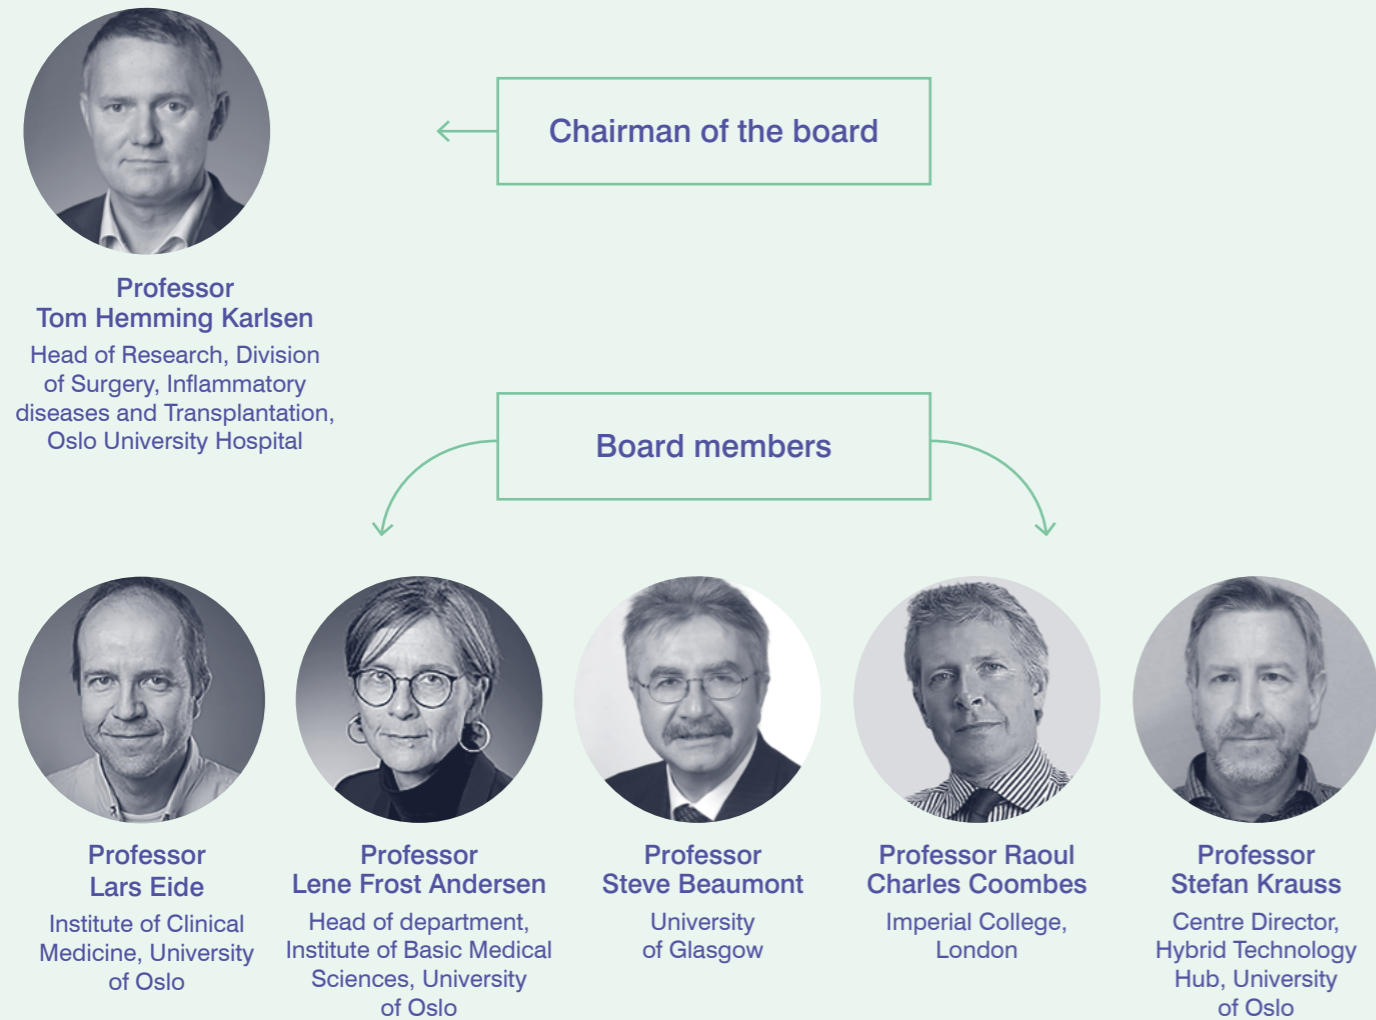 Chairman of the board
Professor
Tom Hemming Karlsen
Head of Research, Division
of Surgery, Inflammatory
diseases and Transplantation,
Oslo University Hospital
Board members
Professor
Lars Eide
Institute of Clinical
Medicine, University
of Oslo
Professor
Lene Frost Andersen
Head of department,
Institute of Basic Medical
Sciences, University
of Oslo
Professor
Steve Beaumont
University
of Glasgow
Professor Raoul
Charles Coombes
Imperial College,
London
Professor
Stefan Krauss
Centre Director,
Hybrid Technology
Hub, University
of Oslo